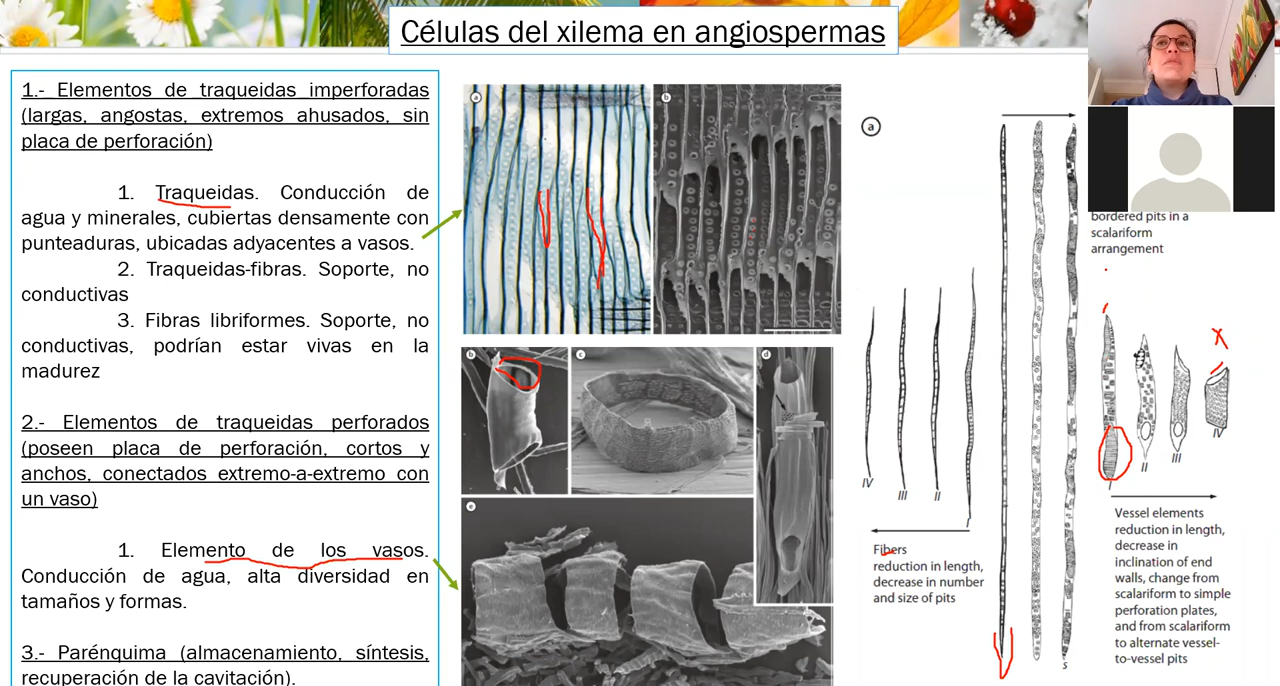 Células del xilema en angiospermas
1.- Elementos de traqueidas imperforadas
(largas, angostas, extremos ahusados, sin
placa de perforación)
1. Traqueidas. Conducción de
agua y minerales, cubiertas densamente con
punteaduras, ubicadas adyacentes a vasos.
2. Traqueidas-fibras. Soporte, no
conductivas
3. Fibras libriformes. Soporte, no
conductivas, podrían estar vivas en la
madurez
2.- Elementos de traqueidas perforados
(poseen placa de perforación, cortos y
anchos, conectados extremo-a-extremo con
un vaso)
1. Elemento de los vasos.
Conducción de agua, alta diversidad en
tamaños y formas.
3.- Parénquima (almacenamiento, síntesis,
recuperación de la cavitación).
a
b
b
c
d
e
a
bordered pits in a
scalariform
arrangement
IV
III
II
I
Fibers
reduction in length,
decrease in number
and size of pits
s
I
II
III
IV
Vessel elements
reduction in length,
decrease in
inclination of end
walls, change from
scalariform to simple
perforation plates,
and from scalariform
to alternate vessel-
to-vessel pits